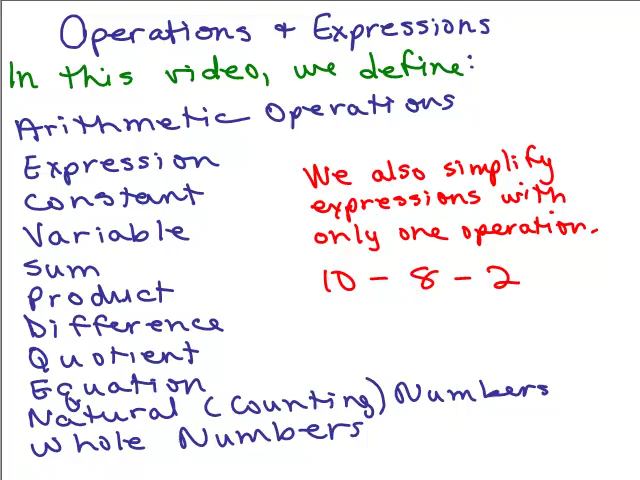 Operations + Expressions
In this video, we define:
Arithmetic Operations
Expression
Constant
Variable
Sum
Product
Difference
Quotient
Equation
Natural (Counting) Numbers
Whole Numbers
We also simplify
expressions with
only one operation.
10 - 8 - 2